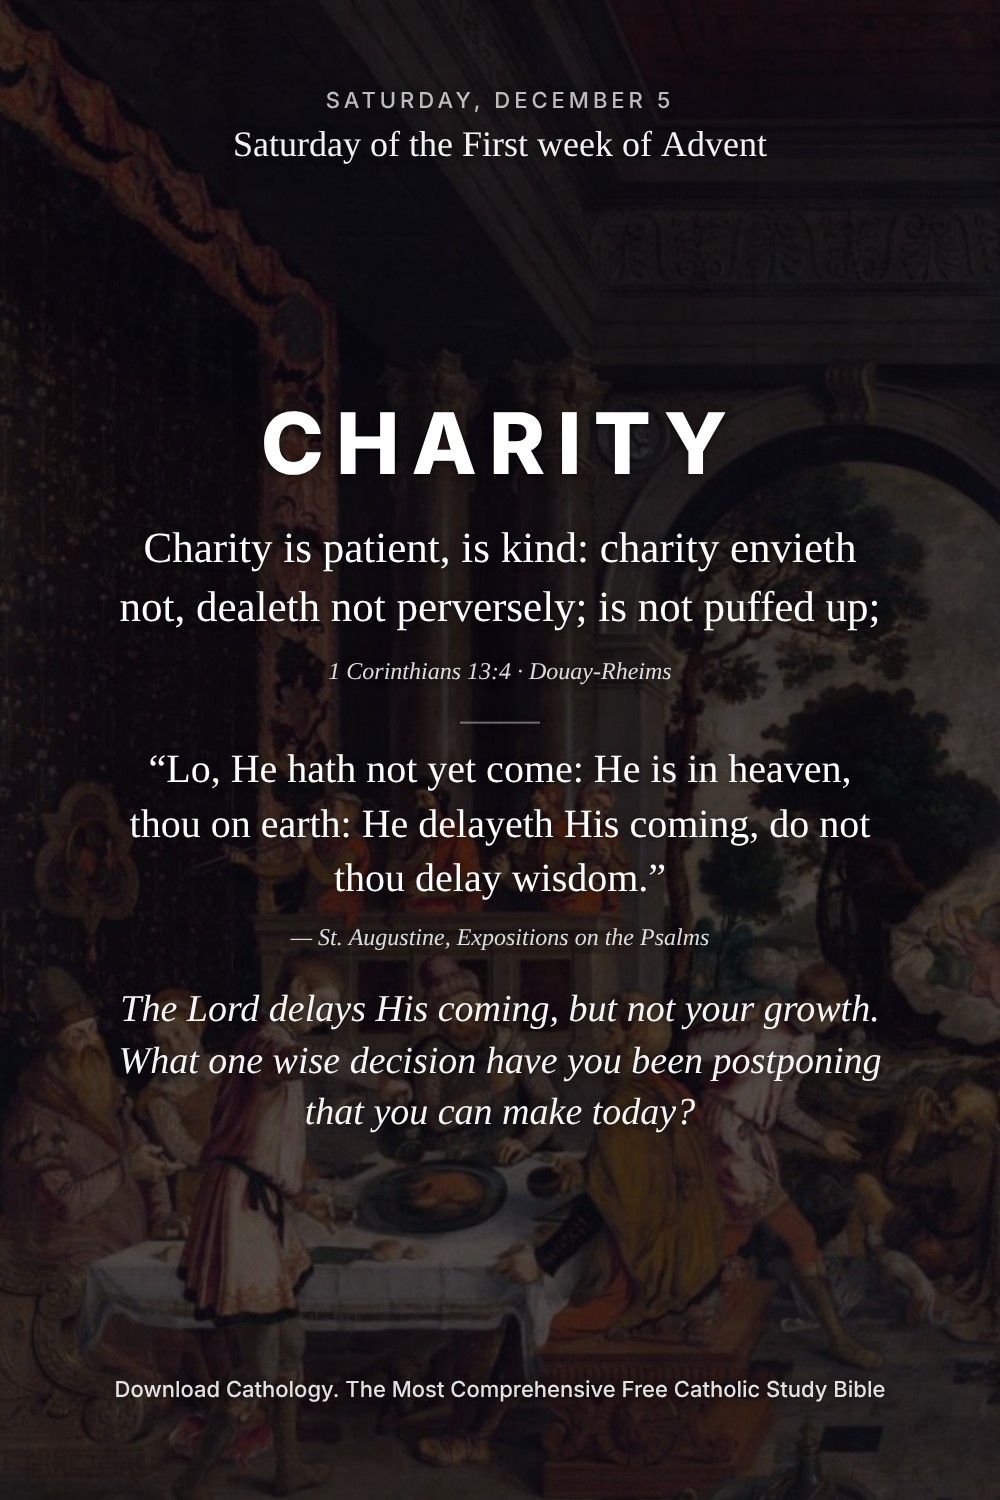 SATURDAY, DECEMBER 5
Saturday of the First week of Advent
CHARITY
Charity is patient, is kind: charity envieth
not, dealeth not perversely; is not puffed up;
1 Corinthians 13:4 · Douay-Rheims
“Lo, He hath not yet come: He is in heaven,
thou on earth: He delayeth His coming, do not
thou delay wisdom.”
— St. Augustine, Expositions on the Psalms
The Lord delays His coming, but not your growth.
What one wise decision have you been postponing
that you can make today?
Download Cathology. The Most Comprehensive Free Catholic Study Bible